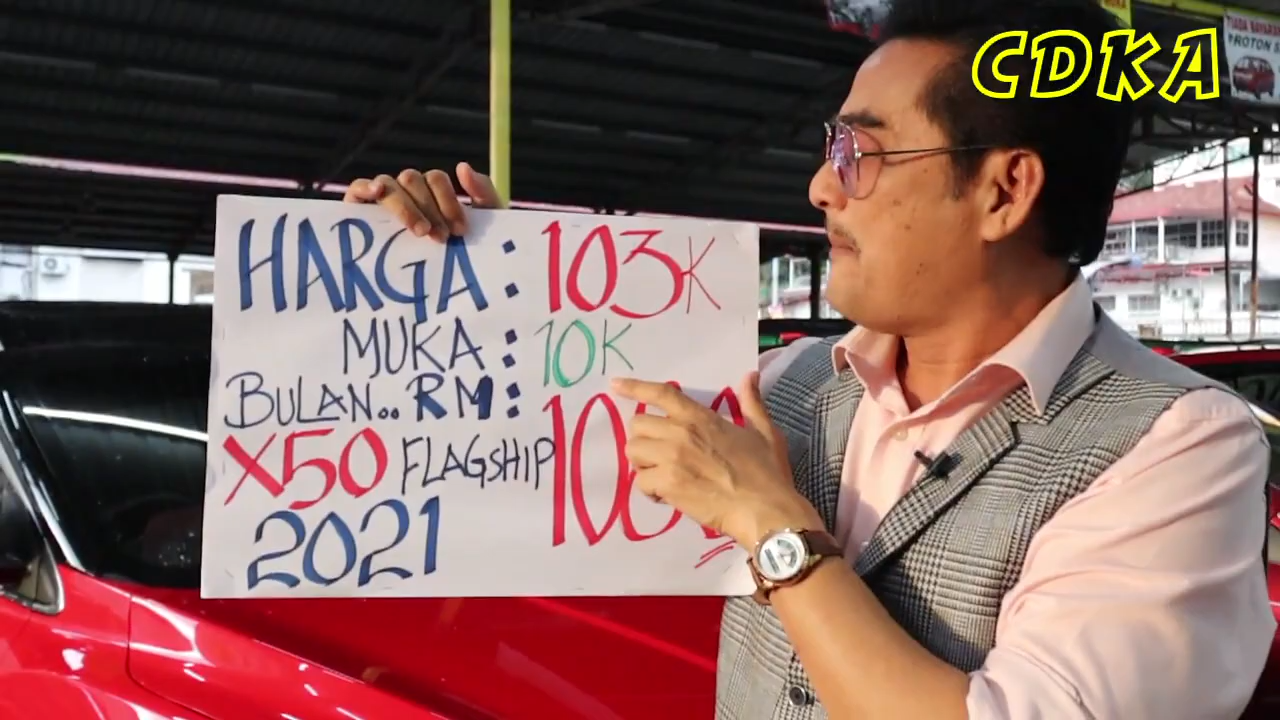 CDKA
HARGA : 103K
MUKA : 10K
BULAN.. RM :
X50 FLAGSHIP
2021